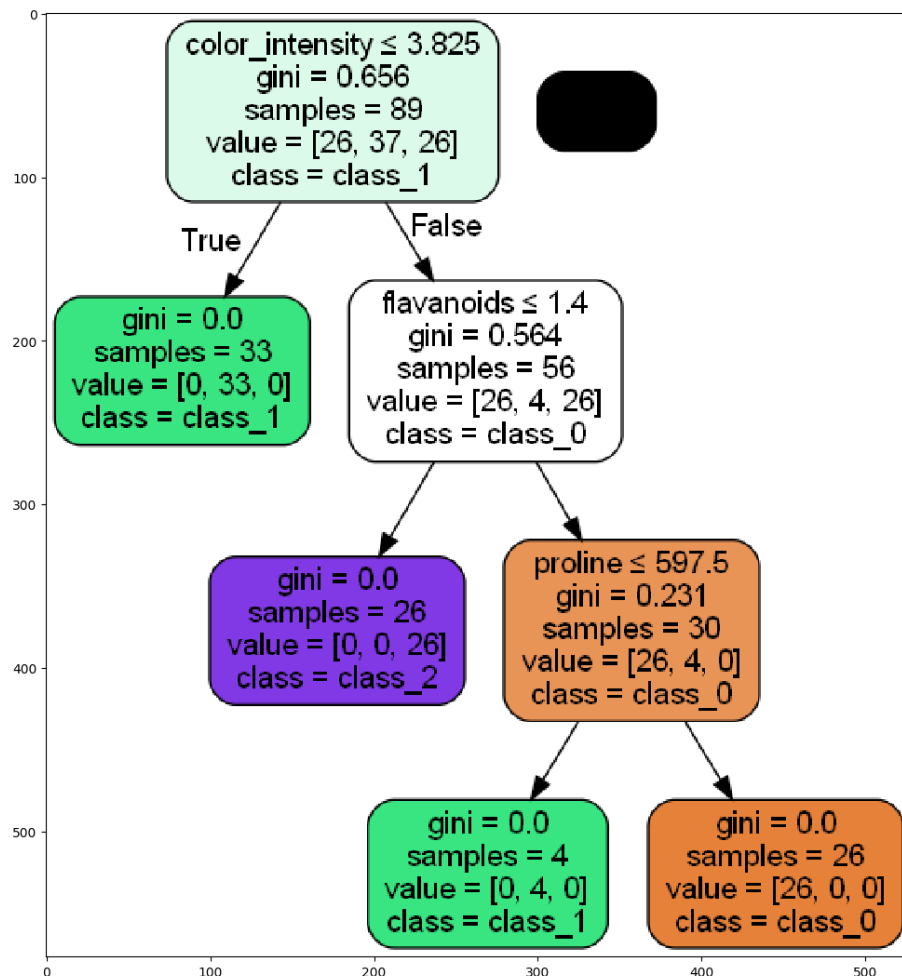 color_intensity ≤ 3.825
gini = 0.656
samples = 89
value = [26, 37, 26]
class = class_1
True
False
gini = 0.0
samples = 33
value = [0, 33, 0]
class = class_1
flavanoids ≤ 1.4
gini = 0.564
samples = 56
value = [26, 4, 26]
class = class_0
gini = 0.0
samples = 26
value = [0, 0, 26]
class = class_2
proline ≤ 597.5
gini = 0.231
samples = 30
value = [26, 4, 0]
class = class_0
gini = 0.0
samples = 4
value = [0, 4, 0]
class = class_1
gini = 0.0
samples = 26
value = [26, 0, 0]
class = class_0
0
100
200
300
400
500
0
100
200
300
400
500